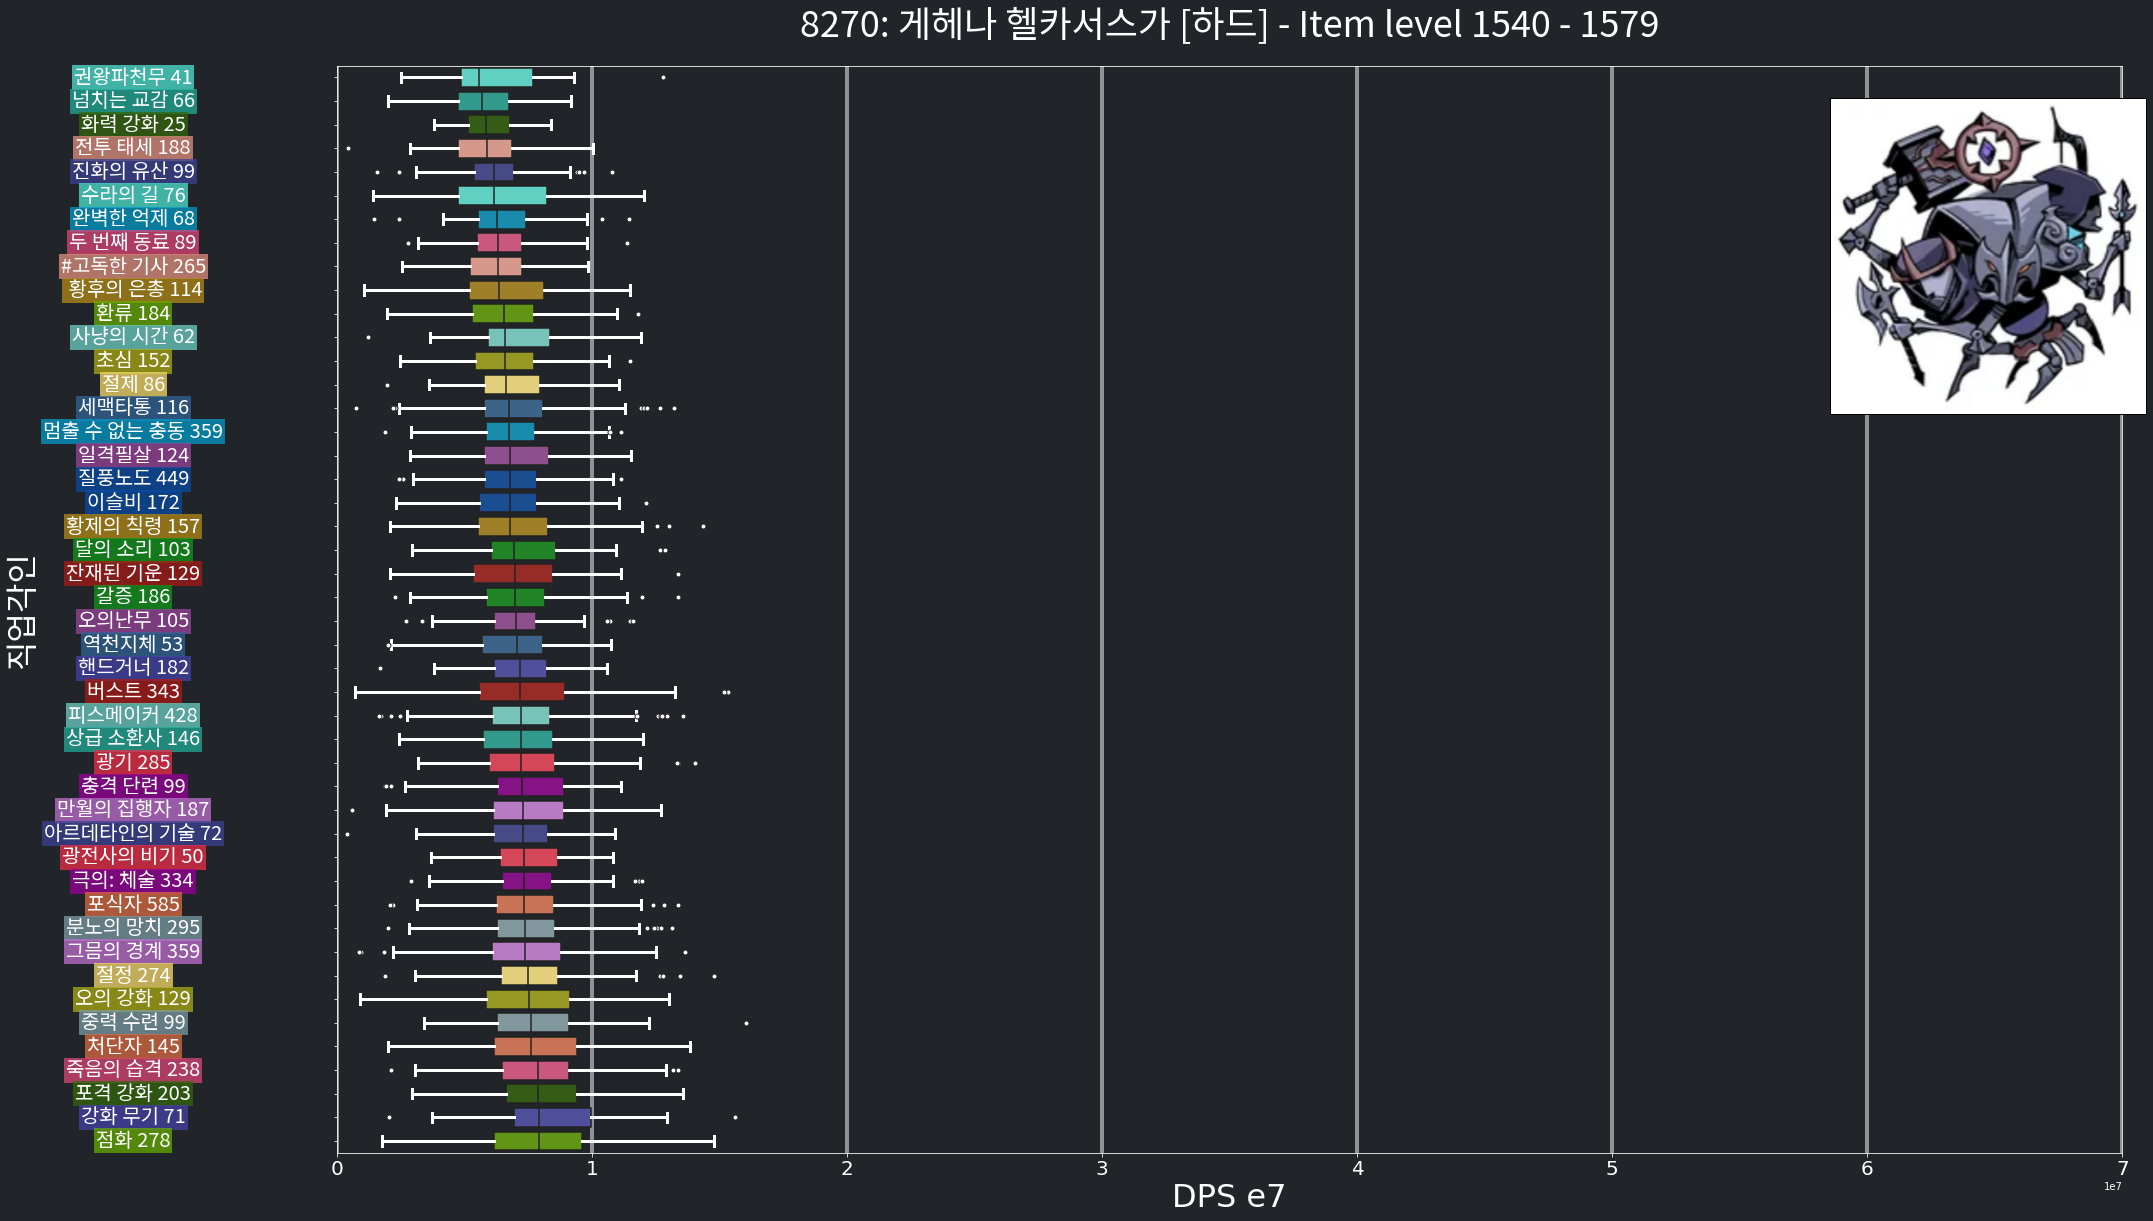 8270: 게헤나 헬카서스가 [하드] - Item level 1540 - 1579
권왕파천무 41
넘치는 교감 66
화력 강화 25
전투 태세 188
진화의 유산 99
수라의 길 76
완벽한 억제 68
두 번째 동료 89
#고독한 기사 265
황후의 은총 114
환류 184
사냥의 시간 62
초심 152
절제 86
세맥타통 116
멈출 수 없는 충동 359
일격필살 124
질풍노도 449
이슬비 172
황제의 칙령 157
달의 소리 103
잔재된 기운 129
갈증 186
오의난무 105
역천지체 53
핸드거너 182
버스트 343
피스메이커 428
상급 소환사 146
광기 285
충격 단련 99
만월의 집행자 187
아르데타인의 기술 72
광전사의 비기 50
극의: 체술 334
포식자 585
분노의 망치 295
그믐의 경계 359
절정 274
오의 강화 129
중력 수련 99
처단자 145
죽음의 습격 238
포격 강화 203
강화 무기 71
점화 278
직업각인
0 1 2 3 4 5 6 7
1e7
DPS e7